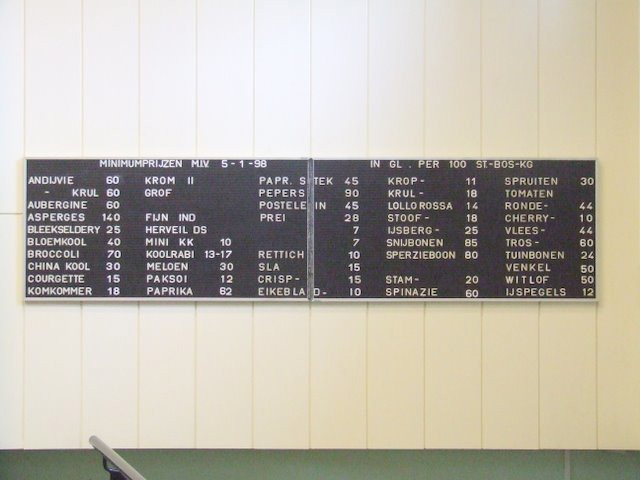 MINIMUMPRIJZEN M.I.V. 5-1-98 IN GL. PER 100 ST.-BOS-KG
ANDIJVIE 60 KROM II PAPR. STEK 45 KROP- 11 SPRUITEN 30
- KRUL 60 GROF PEPERS 90 KRUL- 18 TOMATEN
AUBERGINE 60 POSTELEIN 45 LOLLO ROSSA 14 RONDE- 44
ASPERGES 140 FIJN IND PREI 28 STOOF- 18 CHERRY- 10
BLEEKSELDERY 25 HERVEIL DS 7 IJSBERG- 25 VLEES- 44
BLOEMKOOL 40 MINI KK 10 7 SNIJBONEN 85 TROS- 60
BROCCOLI 70 KOOLRABI 13-17 RETTICH 10 SPERZIEBOON 80 TUINBONEN 24
CHINA KOOL 30 MELOEN 30 SLA 15 VENKEL 50
COURGETTE 15 PAKSOI 12 CRISP- 15 STAM- 20 WITLOF 50
KOMKOMMER 18 PAPRIKA 62 EIKEBLAD- 10 SPINAZIE 60 IJSPEGELS 12